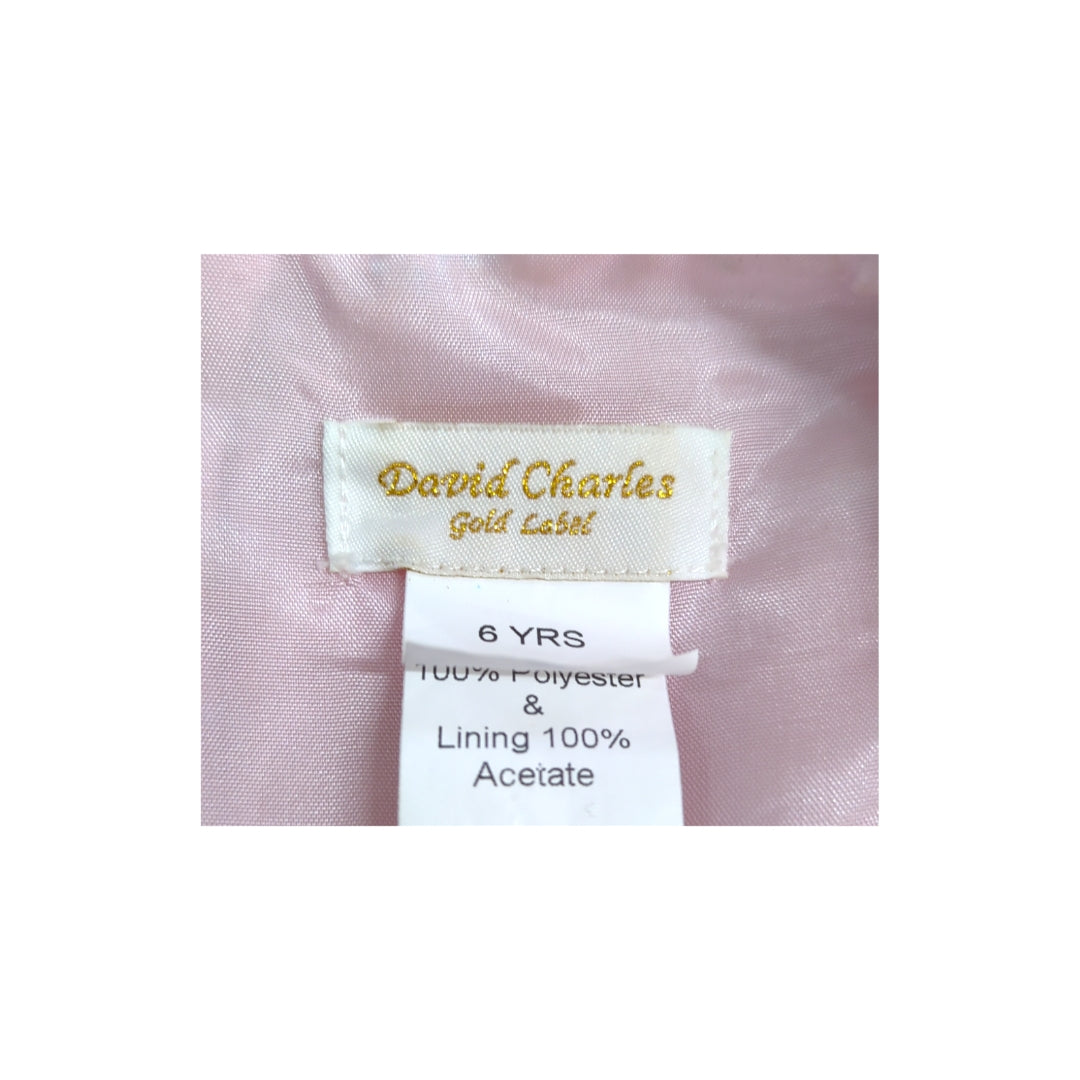 David Charles
Gold Label
6 YRS
100% Polyester
&
Lining 100%
Acetate